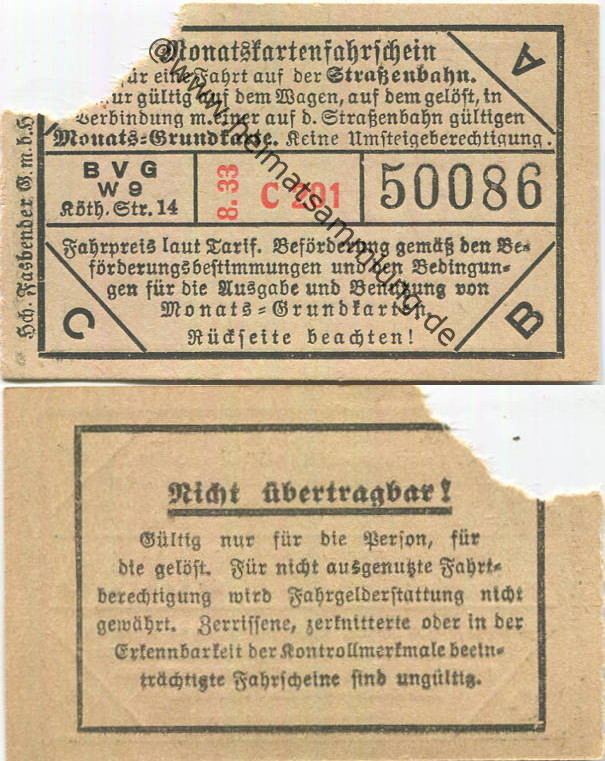 Monatskartenfahrschein
für eine Fahrt auf der Straßenbahn.
nur gültig auf dem Wagen, auf dem gelöst, in
Verbindung m. einer auf d. Straßenbahn gültigen
Monats-Grundkarte. Keine Umsteigeberechtigung.
A
BVG
W 9
Köth. Str. 14
8.33
C 201
50086
Fahrpreis laut Tarif. Beförderung gemäß den Be-
förderungsbestimmungen und den Bedingun-
gen für die Ausgabe und Benutzung von
Monats-Grundkarten.
Rückseite beachten!
C
B
Hch. Fasbender G.m.b.H
©www.heimatsammlung.de
Nicht übertragbar!
Gültig nur für die Person, für
die gelöst. Für nicht ausgenutzte Fahrt-
berechtigung wird Fahrgelderstattung nicht
gewährt. Zerrissene, zerknitterte oder in der
Erkennbarkeit der Kontrollmerkmale beein-
trächtigte Fahrscheine sind ungültig.